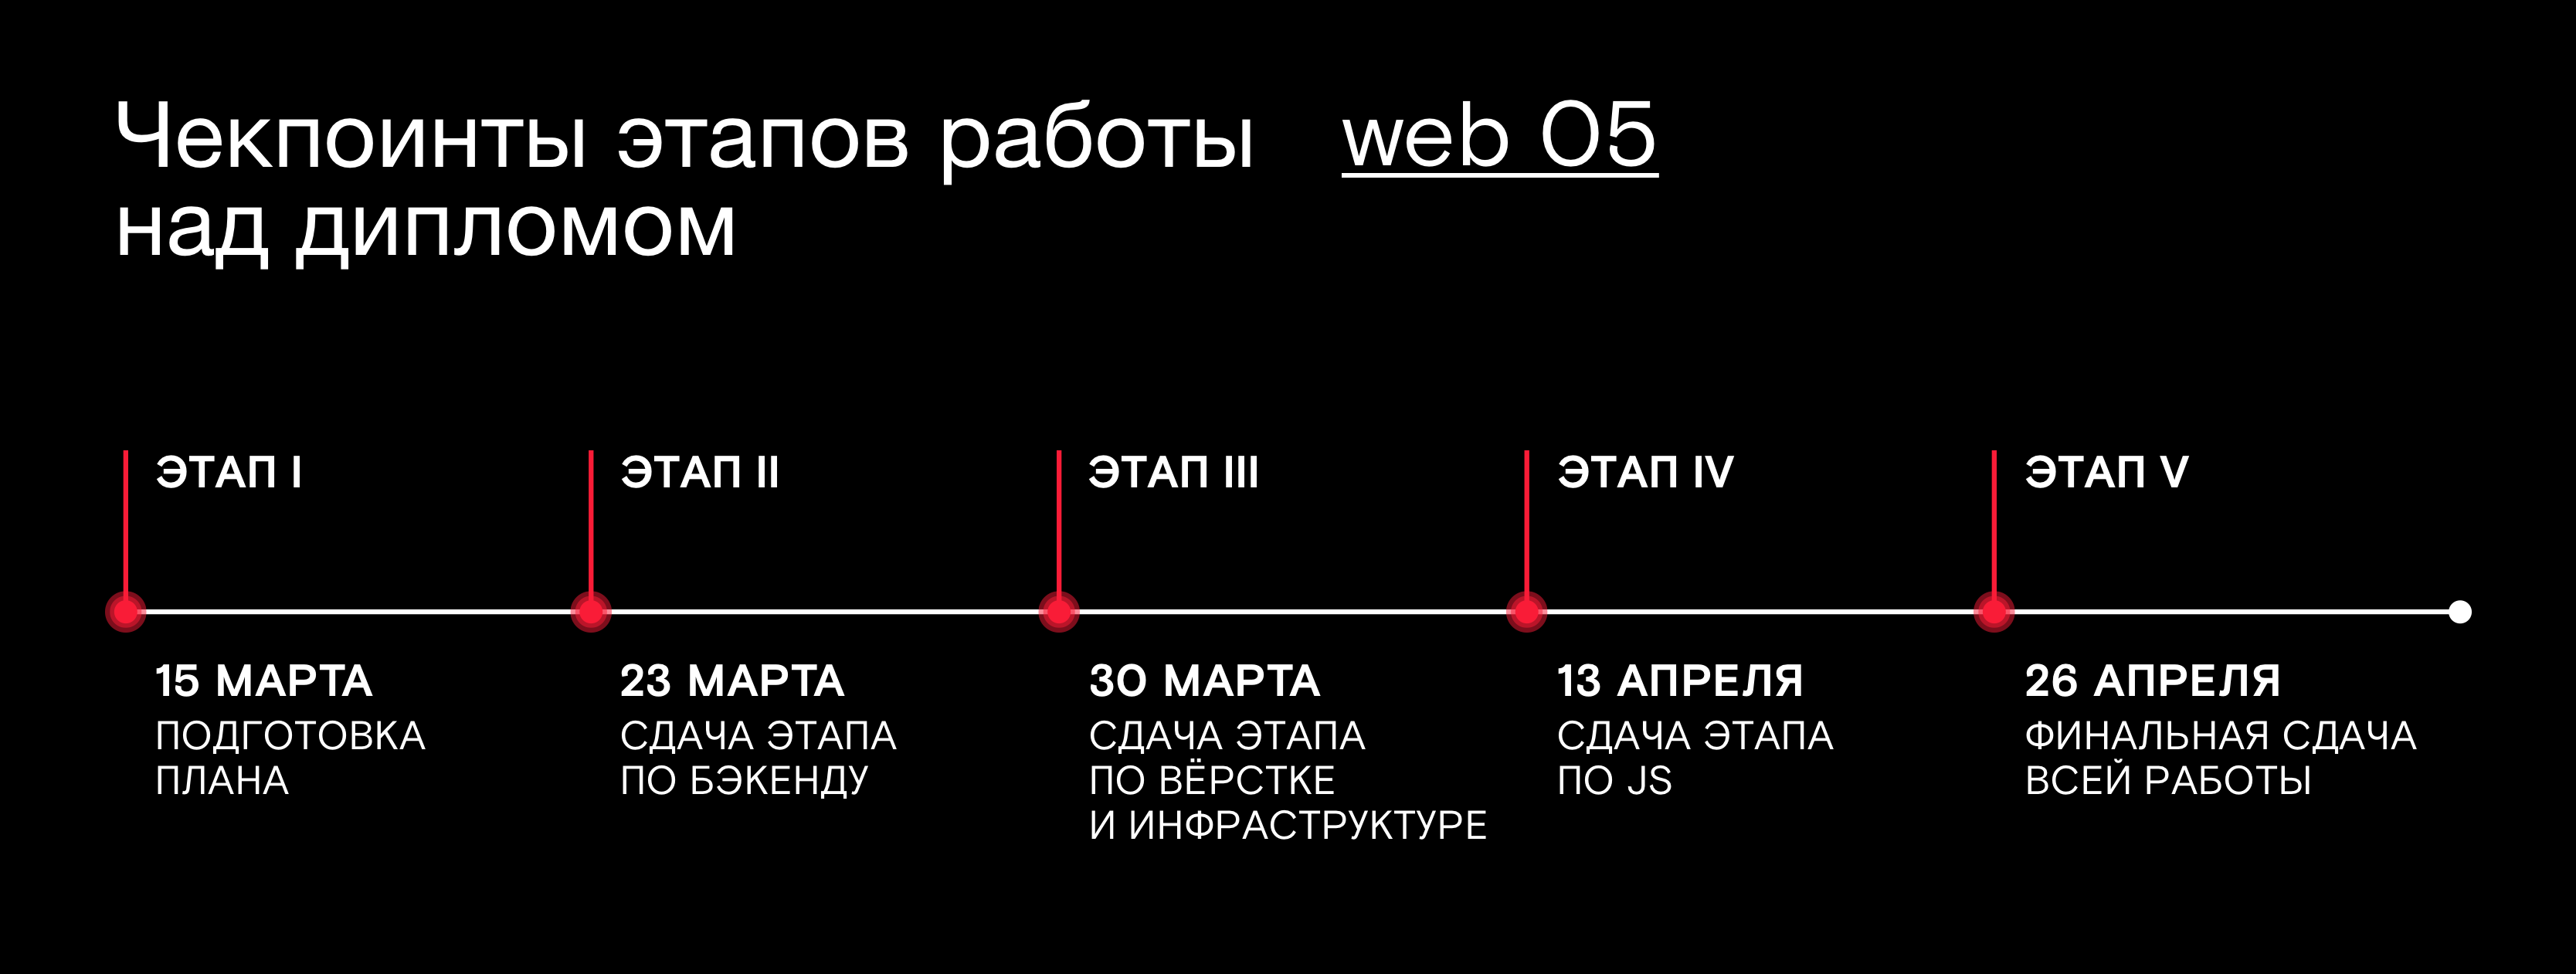 Чекпоинты этапов работы web 05
над дипломом
ЭТАП I
ЭТАП II
ЭТАП III
ЭТАП IV
ЭТАП V
15 МАРТА
ПОДГОТОВКА
ПЛАНА
23 МАРТА
СДАЧА ЭТАПА
ПО БЭКЕНДУ
30 МАРТА
СДАЧА ЭТАПА
ПО ВЁРСТКЕ
И ИНФРАСТРУКТУРЕ
13 АПРЕЛЯ
СДАЧА ЭТАПА
ПО JS
26 АПРЕЛЯ
ФИНАЛЬНАЯ СДАЧА
ВСЕЙ РАБОТЫ